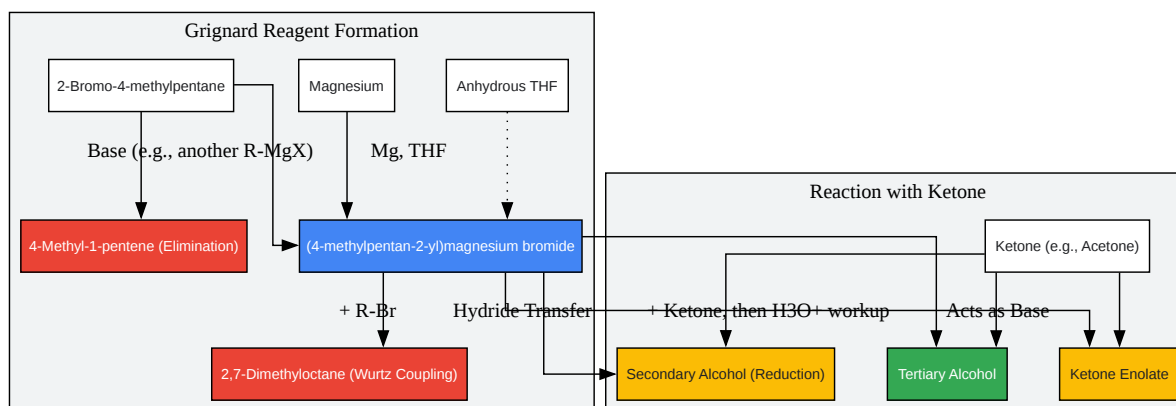 Grignard Reagent Formation
2-Bromo-4-methylpentane
Magnesium
Anhydrous THF
Base (e.g., another R-MgX)
Mg, THF
Reaction with Ketone
4-Methyl-1-pentene (Elimination)
(4-methylpentan-2-yl)magnesium bromide
Ketone (e.g., Acetone)
+ R-Br
Hydride Transfer
+ Ketone, then H3O+ workup
Acts as Base
2,7-Dimethyloctane (Wurtz Coupling)
Secondary Alcohol (Reduction)
Tertiary Alcohol
Ketone Enolate